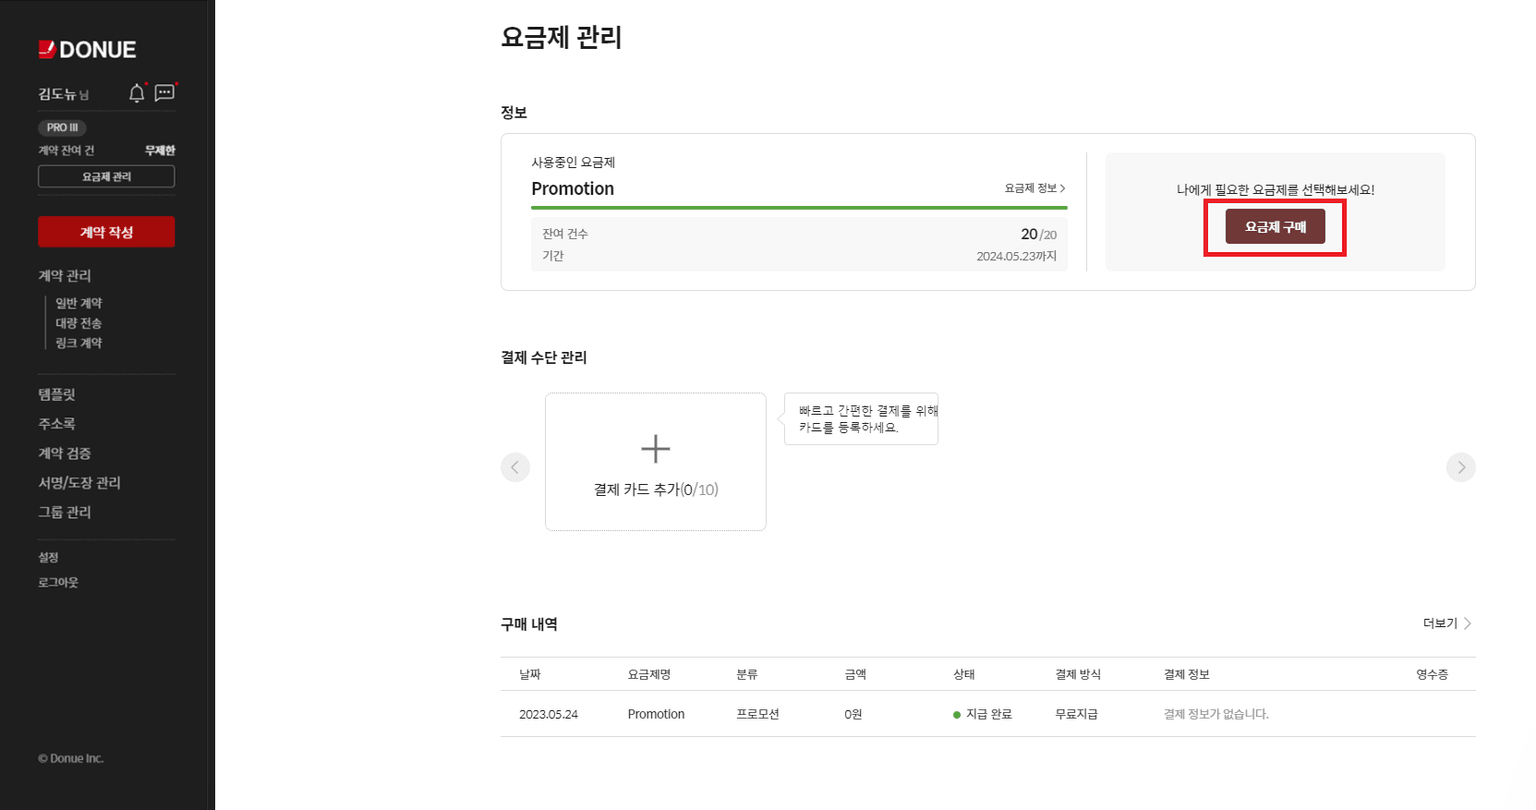 DONUE
김도뉴 님
PRO III
계약 잔여 건 무제한
요금제 관리
계약 작성
계약 관리
일반 계약
대량 전송
링크 계약
템플릿
주소록
계약 검증
서명/도장 관리
그룹 관리
설정
로그아웃
© Donue Inc.
요금제 관리
정보
사용중인 요금제
Promotion 요금제 정보
잔여 건수 20 /20
기간 2024.05.23까지
나에게 필요한 요금제를 선택해보세요!
요금제 구매
결제 수단 관리
결제 카드 추가(0/10)
빠르고 간편한 결제를 위해
카드를 등록하세요.
구매 내역 더보기
날짜 요금제명 분류 금액 상태 결제 방식 결제 정보 영수증
2023.05.24 Promotion 프로모션 0원 지급 완료 무료지급 결제 정보가 없습니다.